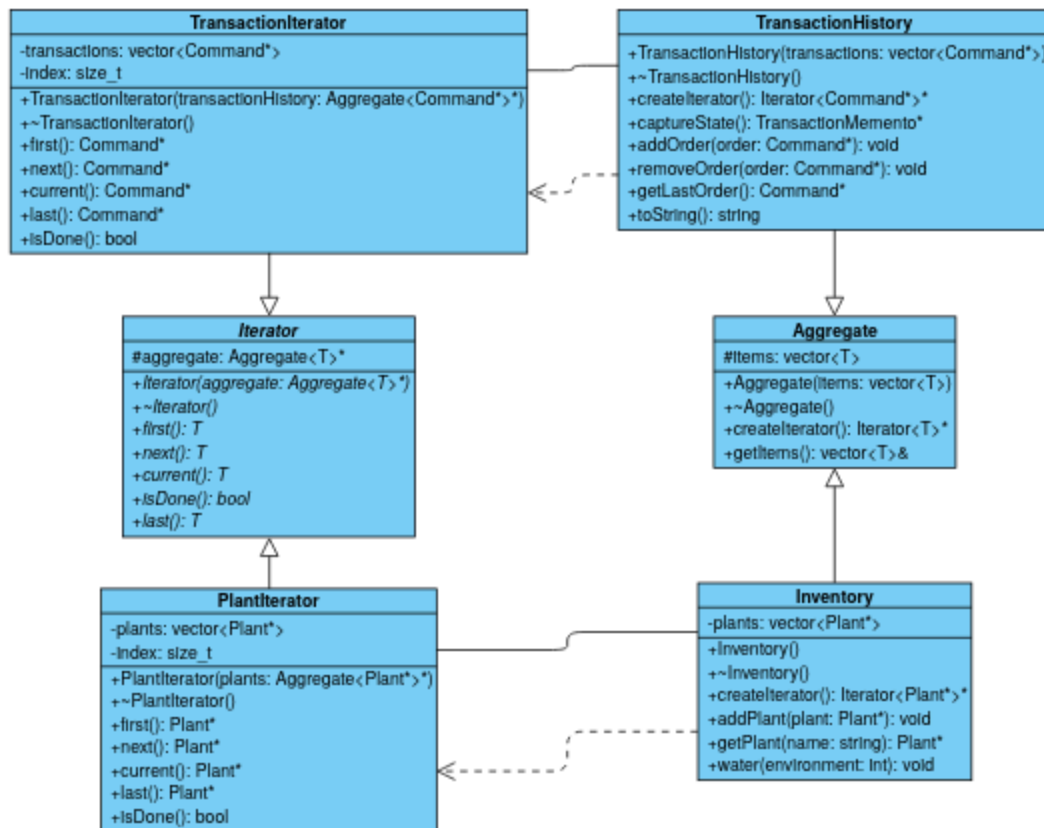 TransactionIterator
-transactions: vector<Command*>
-index: size_t
+TransactionIterator(transactionHistory: Aggregate<Command*>*)
+~TransactionIterator()
+first(): Command*
+next(): Command*
+current(): Command*
+last(): Command*
+isDone(): bool
TransactionHistory
+TransactionHistory(transactions: vector<Command*>)
+~TransactionHistory()
+createIterator(): Iterator<Command*>*
+captureState(): TransactionMemento*
+addOrder(order: Command*): void
+removeOrder(order: Command*): void
+getLastOrder(): Command*
+toString(): string
Iterator
#aggregate: Aggregate<T>*
+Iterator(aggregate: Aggregate<T>*)
+~Iterator()
+first(): T
+next(): T
+current(): T
+isDone(): bool
+last(): T
Aggregate
#items: vector<T>
+Aggregate(items: vector<T>)
+~Aggregate()
+createIterator(): Iterator<T>*
+getItems(): vector<T>&
PlantIterator
-plants: vector<Plant*>
-index: size_t
+PlantIterator(plants: Aggregate<Plant*>*)
+~PlantIterator()
+first(): Plant*
+next(): Plant*
+current(): Plant*
+last(): Plant*
+isDone(): bool
Inventory
-plants: vector<Plant*>
+Inventory()
+~Inventory()
+createIterator(): Iterator<Plant*>*
+addPlant(plant: Plant*): void
+getPlant(name: string): Plant*
+water(environment: int): void